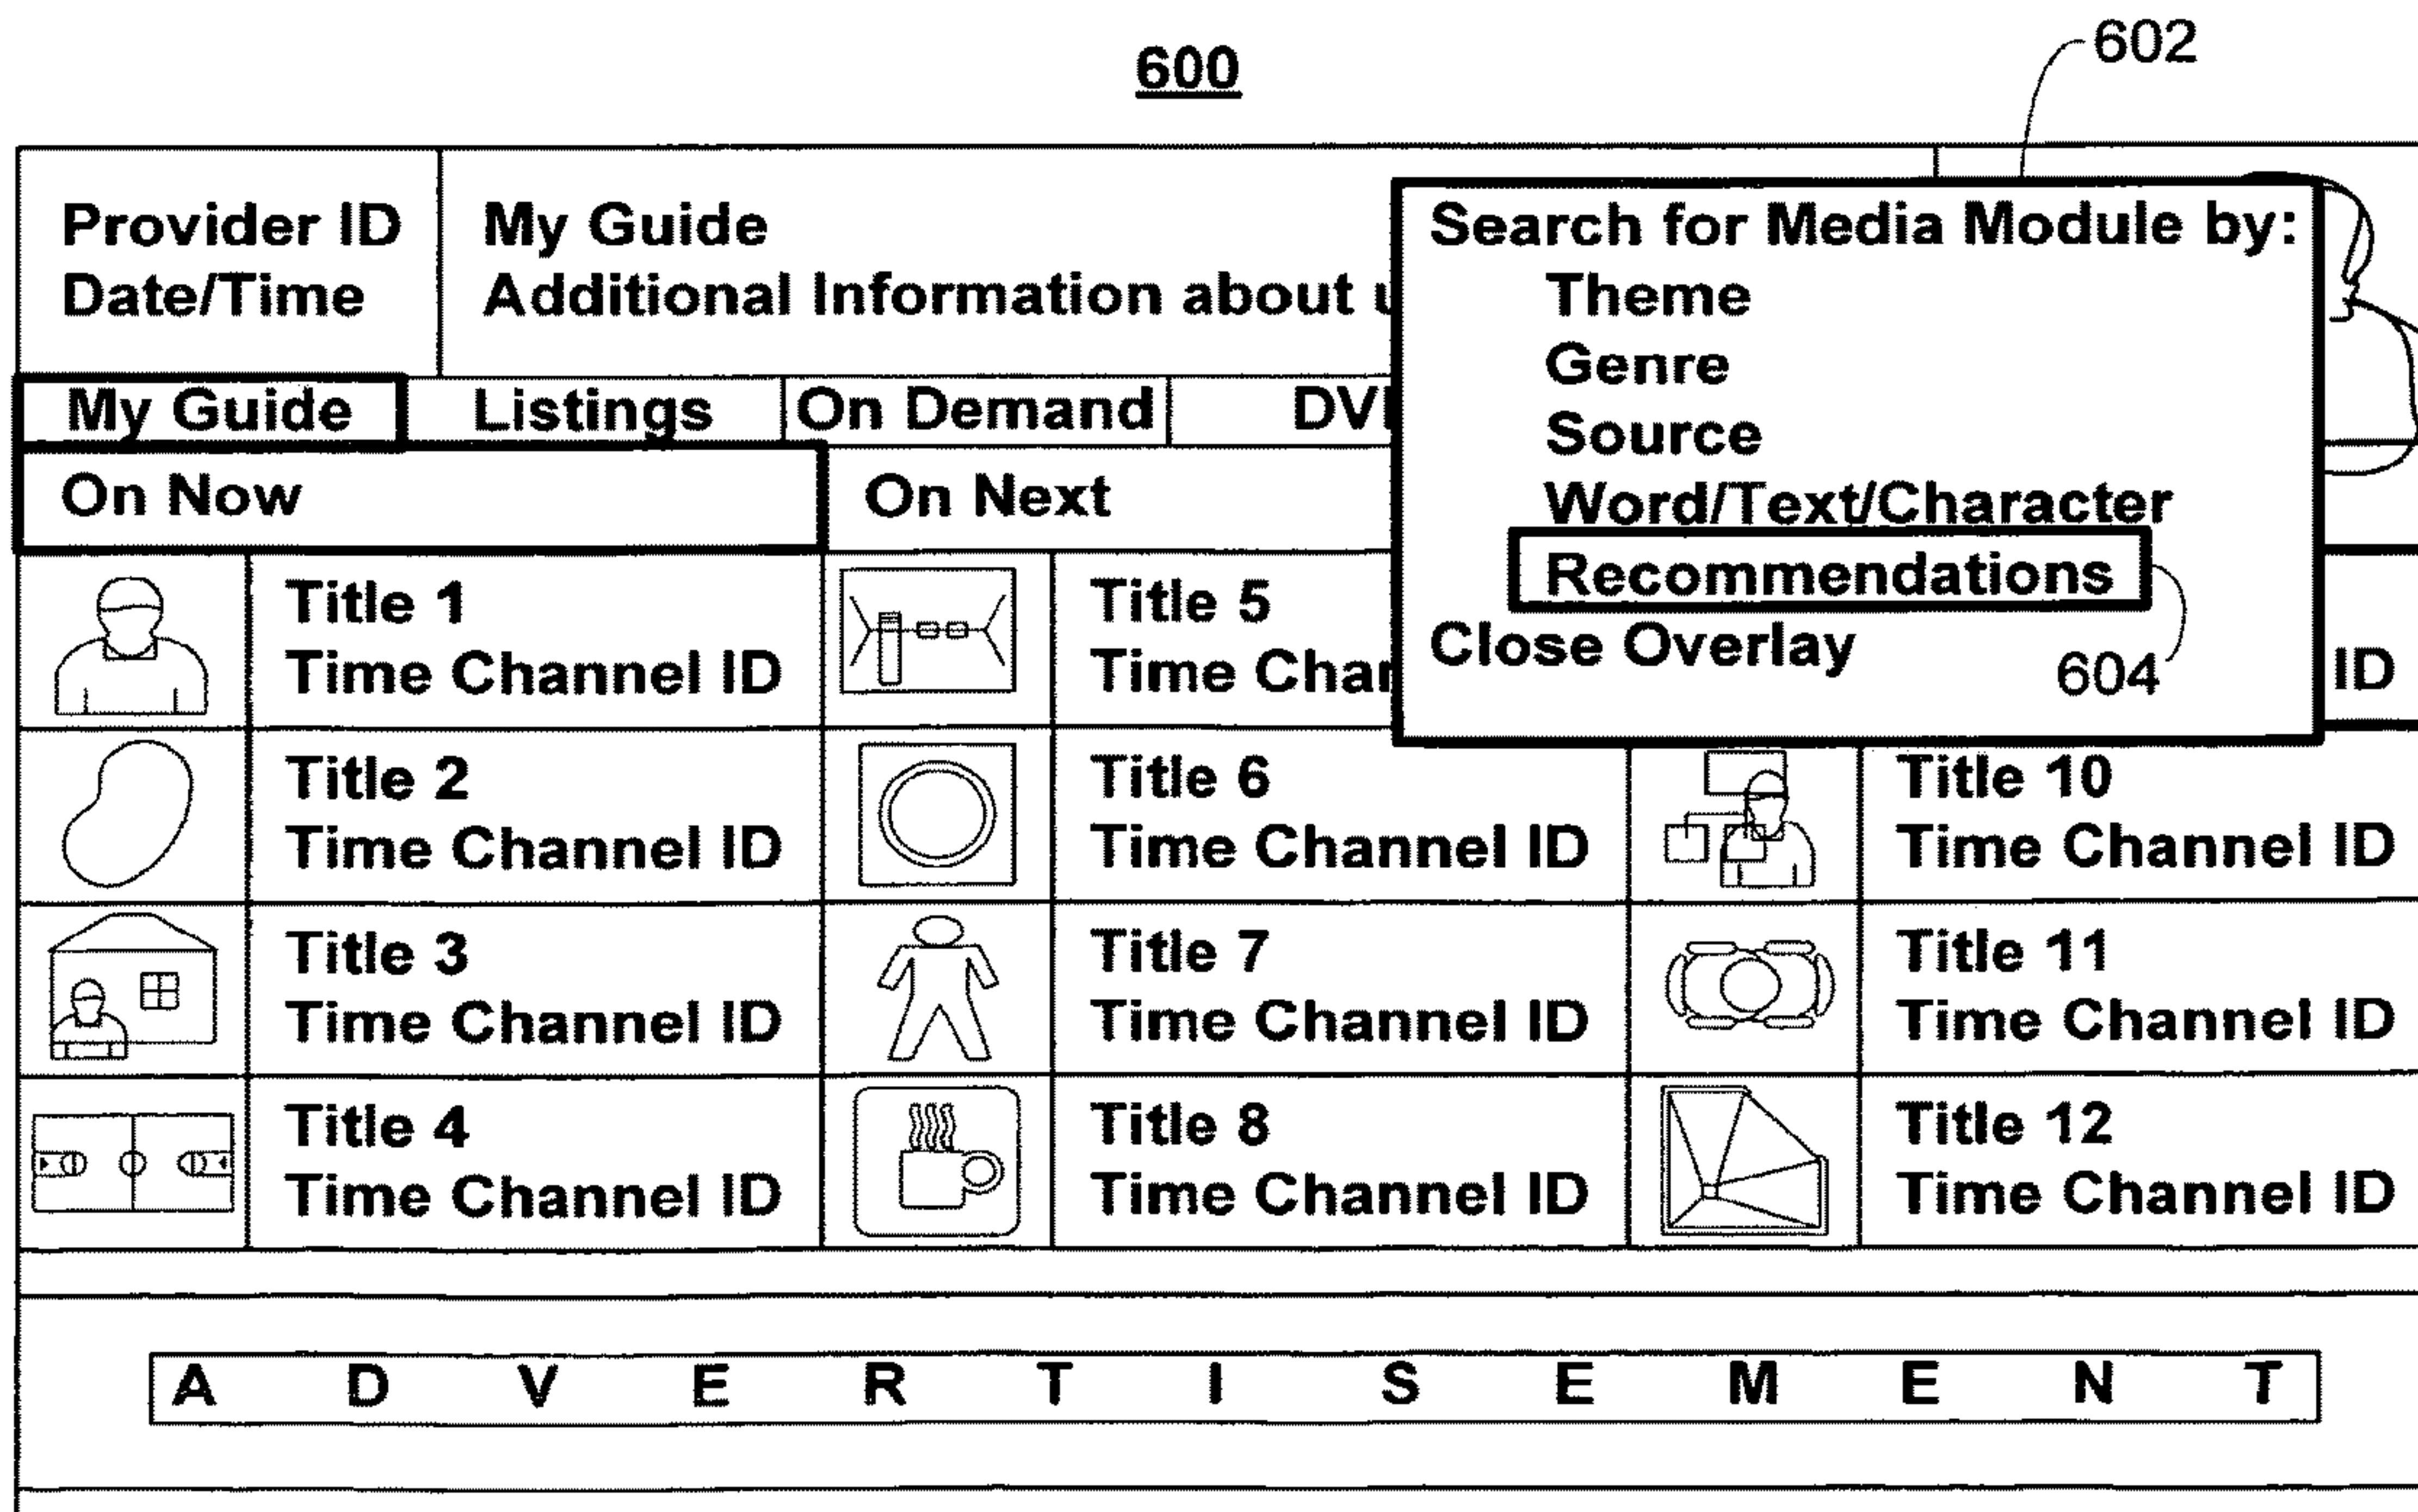 600
602
Provider ID
Date/Time
My Guide
Additional Information about
Search for Media Module by:
Theme
Genre
Source
Word/Text/Character
Recommendations
Close Overlay
604
My Guide
Listings
On Demand
On Now
On Next
Title 1
Time Channel ID
Title 5
Time
ID
Title 2
Time Channel ID
Title 6
Time Channel ID
Title 10
Time Channel ID
Title 3
Time Channel ID
Title 7
Time Channel ID
Title 11
Time Channel ID
Title 4
Time Channel ID
Title 8
Time Channel ID
Title 12
Time Channel ID
A D V E R T I S E M E N T